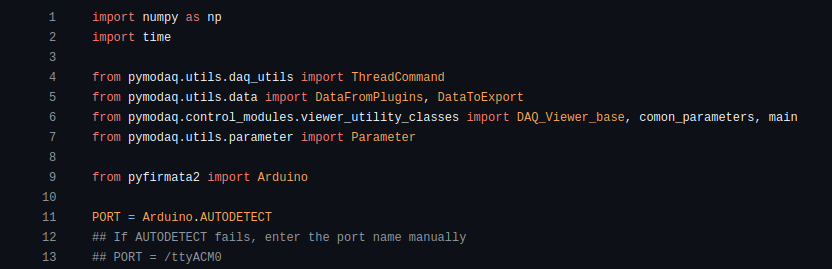 1 import numpy as np
2 import time
3
4 from pymodaq.utils.daq_utils import ThreadCommand
5 from pymodaq.utils.data import DataFromPlugins, DataToExport
6 from pymodaq.control_modules.viewer_utility_classes import DAQ_Viewer_base, comon_parameters, main
7 from pymodaq.utils.parameter import Parameter
8
9 from pyfirmata2 import Arduino
10
11 PORT = Arduino.AUTODETECT
12 ## If AUTODETECT fails, enter the port name manually
13 ## PORT = /ttyACM0